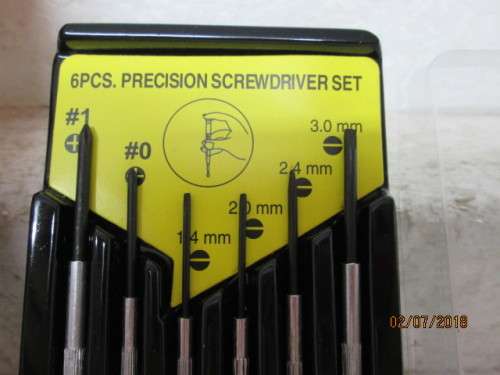 6PCS. PRECISION SCREWDRIVER SET
#1
#0
3.0 mm
2.4 mm
2.0 mm
1.4 mm
02/07/2018